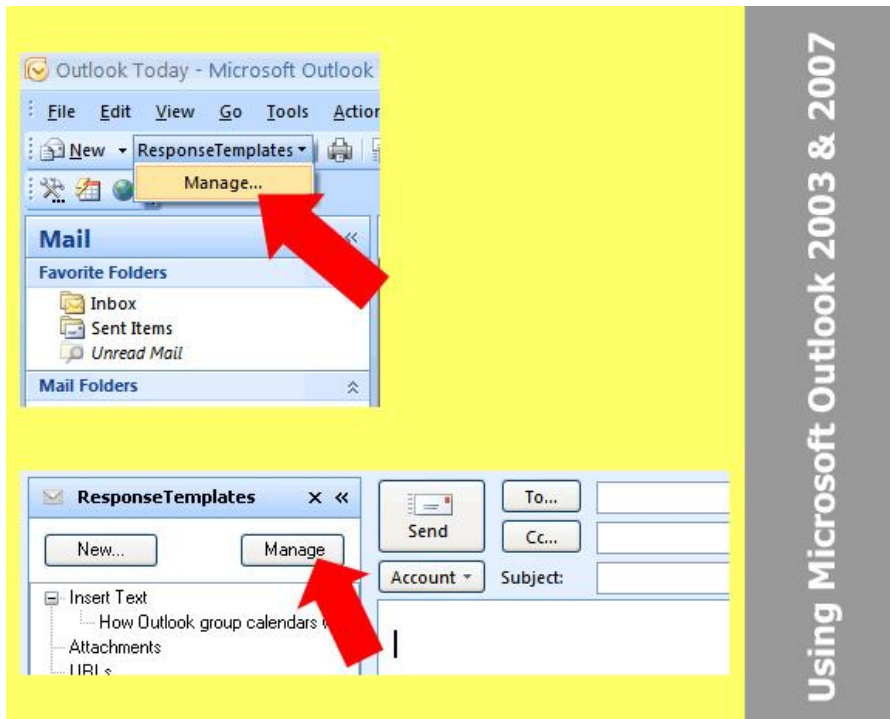 Outlook Today - Microsoft Outlook
File Edit View Go Tools Action
New ResponseTemplates
Manage...
Mail
Favorite Folders
Inbox
Sent Items
Unread Mail
Mail Folders
ResponseTemplates
New... Manage
Insert Text
How Outlook group calendars
Attachments
URLs
Send
Account
To...
Cc...
Subject:
Using Microsoft Outlook 2003 & 2007